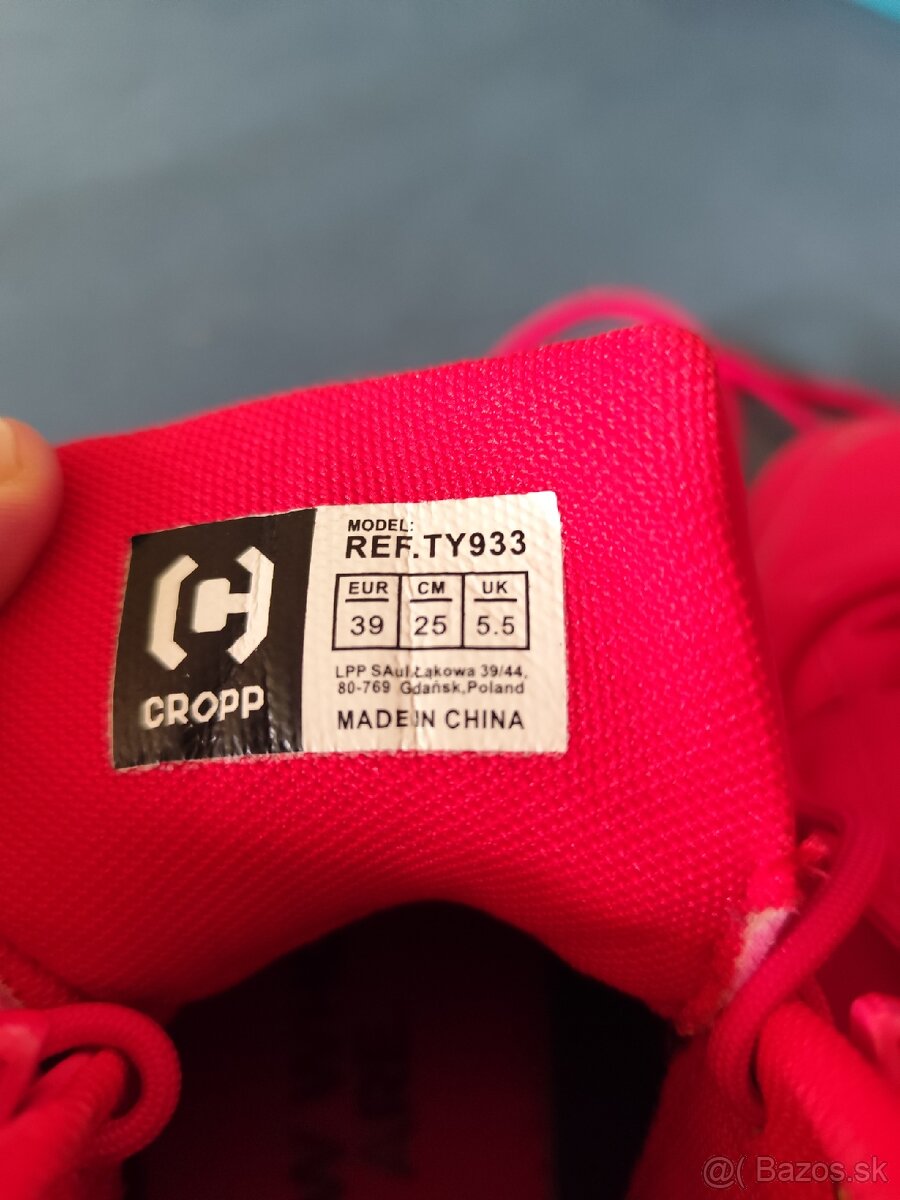 CROPP
MODEL:
REF.TY933
EUR CM UK
39 25 5.5
LPP SAul.Łąkowa 39/44,
80-769 Gdańsk,Poland
MADE IN CHINA
@( Bazos.sk